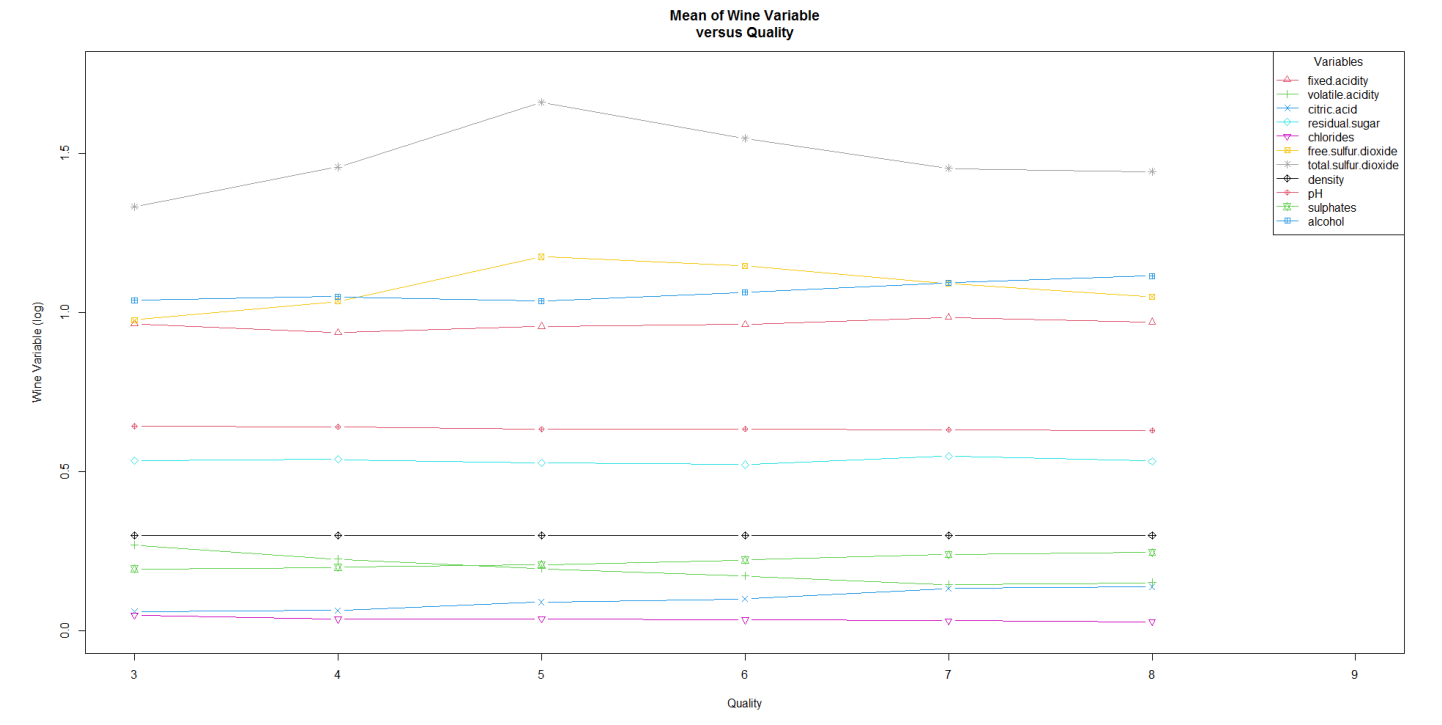 Mean of Wine Variable
versus Quality
Variables
fixed.acidity
volatile.acidity
citric.acid
residual.sugar
chlorides
free.sulfur.dioxide
total.sulfur.dioxide
density
pH
sulphates
alcohol
Wine Variable (log)
1.5
1.0
0.5
0.0
3 4 5 6 7 8 9
Quality